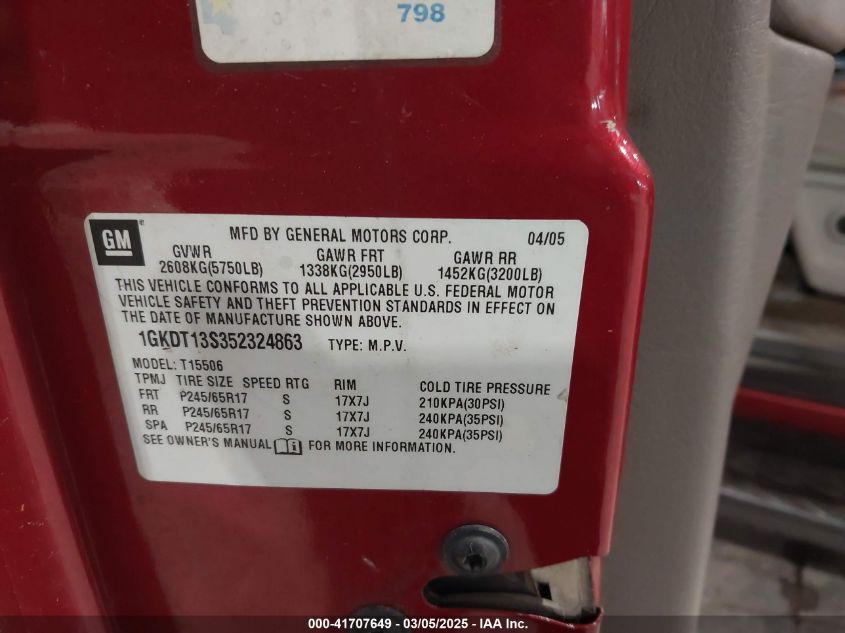 798
GM
MFD BY GENERAL MOTORS CORP. 04/05
GVWR GAWR FRT GAWR RR
2608KG(5750LB) 1338KG(2950LB) 1452KG(3200LB)
THIS VEHICLE CONFORMS TO ALL APPLICABLE U.S. FEDERAL MOTOR
VEHICLE SAFETY AND THEFT PREVENTION STANDARDS IN EFFECT ON
THE DATE OF MANUFACTURE SHOWN ABOVE.
1GKDT13S352324863 TYPE: M.P.V.
MODEL: T15506
TPMJ TIRE SIZE SPEED RTG RIM COLD TIRE PRESSURE
FRT P245/65R17 S 17X7J 210KPA(30PSI)
RR P245/65R17 S 17X7J 240KPA(35PSI)
SPA P245/65R17 S 17X7J 240KPA(35PSI)
SEE OWNER'S MANUAL i FOR MORE INFORMATION.
000-41707649 — 03/05/2025 — IAA Inc.